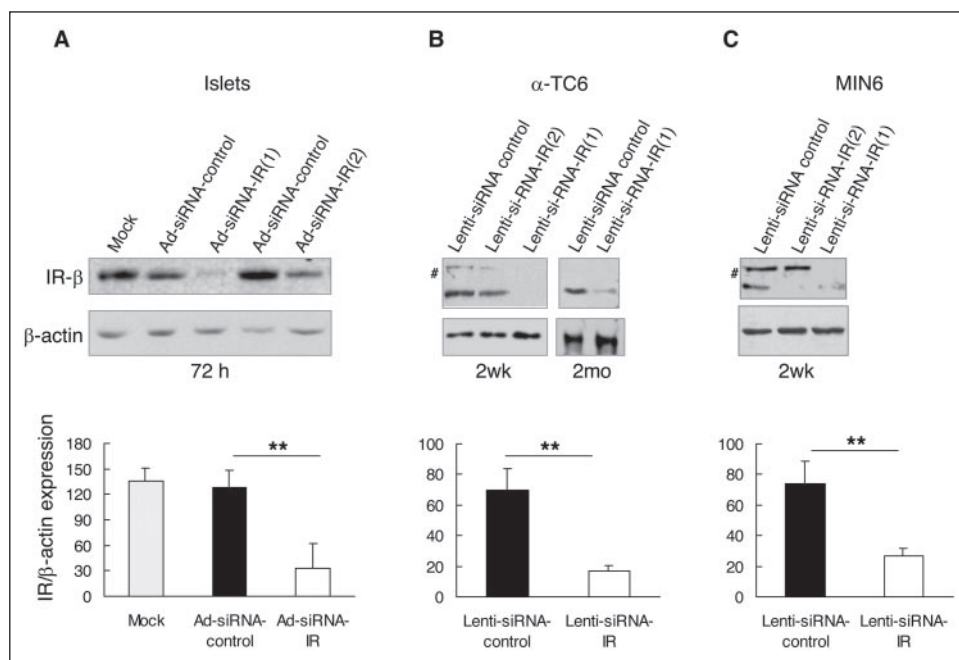 A
B
C
Islets
α-TC6
MIN6
Mock
Ad-siRNA-control
Ad-siRNA-IR(1)
Ad-siRNA-control
Ad-siRNA-IR(2)
Lenti-siRNA control
Lenti-si-RNA-IR(2)
Lenti-si-RNA-IR(1)
Lenti-siRNA control
Lenti-si-RNA-IR(1)
Lenti-siRNA control
Lenti-si-RNA-IR(2)
Lenti-si-RNA-IR(1)
IR-β
#
#
β-actin
72 h
2wk
2mo
2wk
IR/β-actin expression
180
150
120
90
60
30
0
**
Mock
Ad-siRNA-
control
Ad-siRNA-
IR
100
80
60
40
20
0
**
Lenti-siRNA-
control
Lenti-siRNA-
IR
100
80
60
40
20
0
**
Lenti-siRNA-
control
Lenti-siRNA-
IR